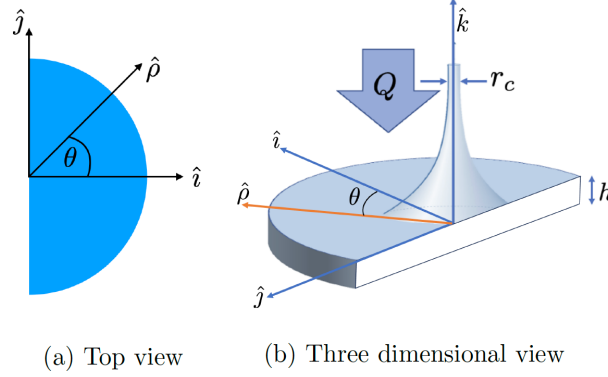 ĵ
ρ̂
θ
î
(a) Top view
k̂
Q
r_c
î
ρ̂
θ
h
ĵ
(b) Three dimensional view